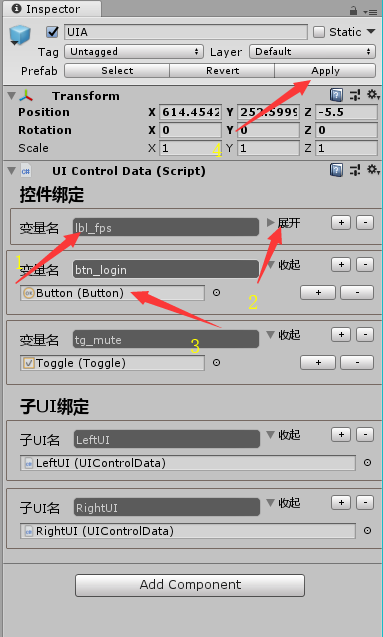 Inspector
UIA
Static
Tag Untagged Layer Default
Prefab Select Revert Apply
Transform
Position X 614.4542 Y 252.5999 Z -5.5
Rotation X 0 Y 0 Z 0
4
Scale X 1 Y 1 Z 1
UI Control Data (Script)
控件绑定
变量名 lbl_fps 展开 + -
1
变量名 btn_login 收起 + -
Button (Button) + -
2
3
变量名 tg_mute 收起 + -
Toggle (Toggle) + -
子UI绑定
子UI名 LeftUI 收起 + -
LeftUI (UIControlData)
子UI名 RightUI 收起 + -
RightUI (UIControlData)
Add Component